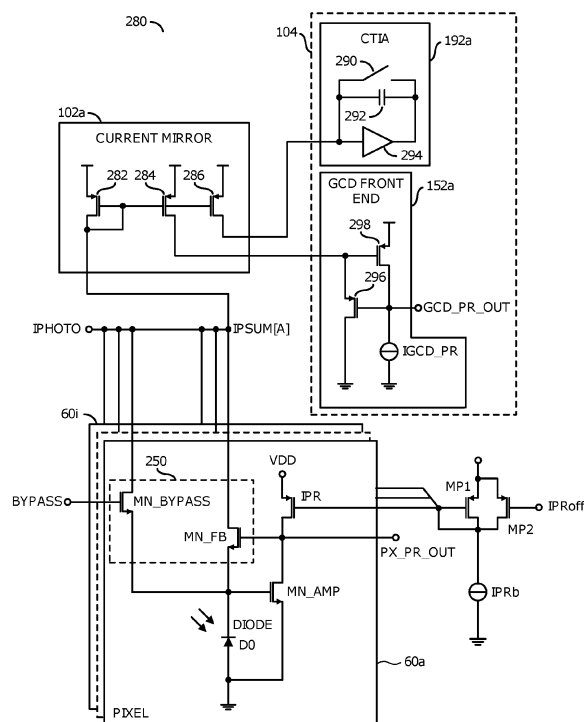 280
104
CTIA
192a
290
292
294
102a
CURRENT MIRROR
282
284
286
GCD FRONT
END
152a
298
296
GCD_PR_OUT
IGCD_PR
IPHOTO
IPSUM[A]
60i
250
VDD
BYPASS
MN_BYPASS
IPR
MP1
IPRoff
MP2
MN_FB
PX_PR_OUT
MN_AMP
IPRb
DIODE
D0
60a
PIXEL